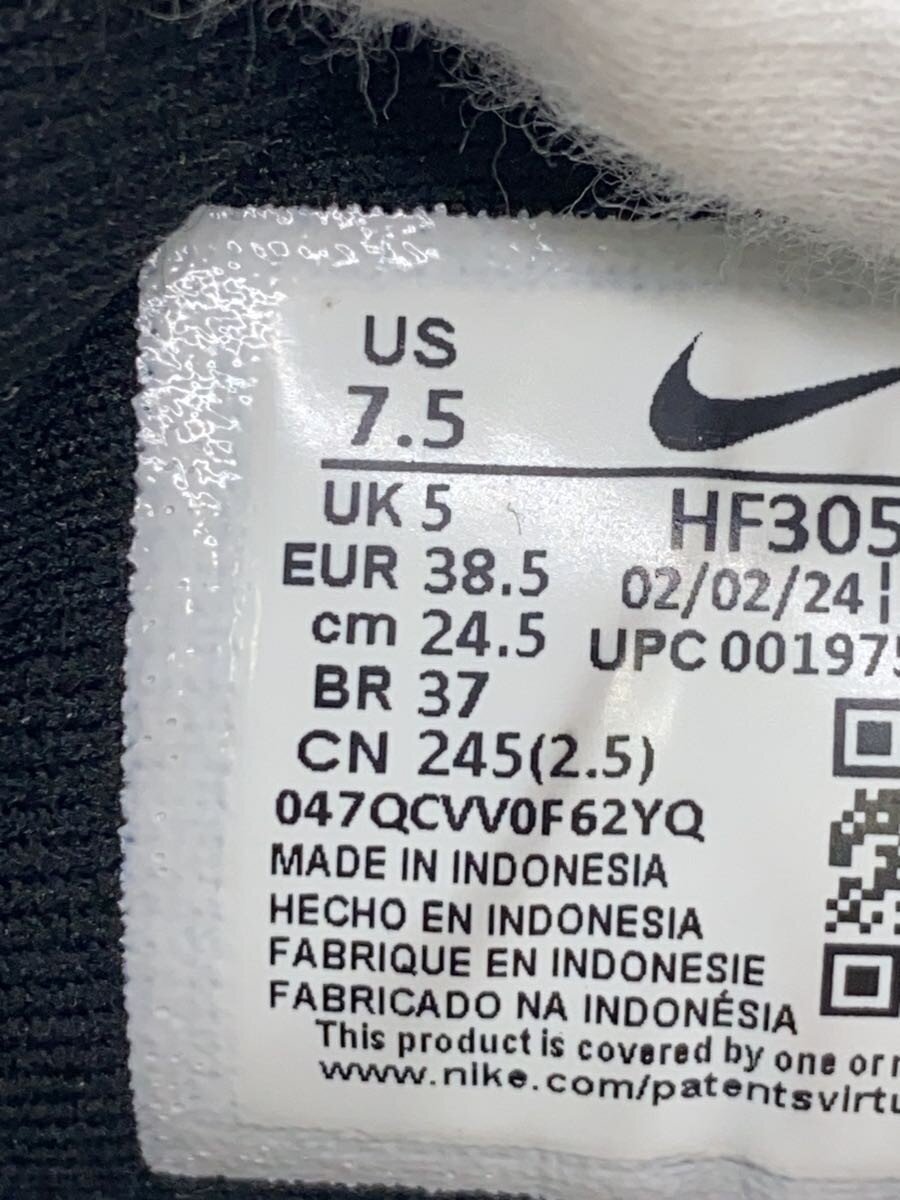 US
7.5
UK 5
EUR 38.5
cm 24.5
BR 37
CN 245(2.5)
HF305
02/02/24
UPC 001975
047QCVV0F62YQ
MADE IN INDONESIA
HECHO EN INDONESIA
FABRIQUE EN INDONESIE
FABRICADO NA INDONÉSIA
This product is covered by one or
www.nike.com/patentsvirtu